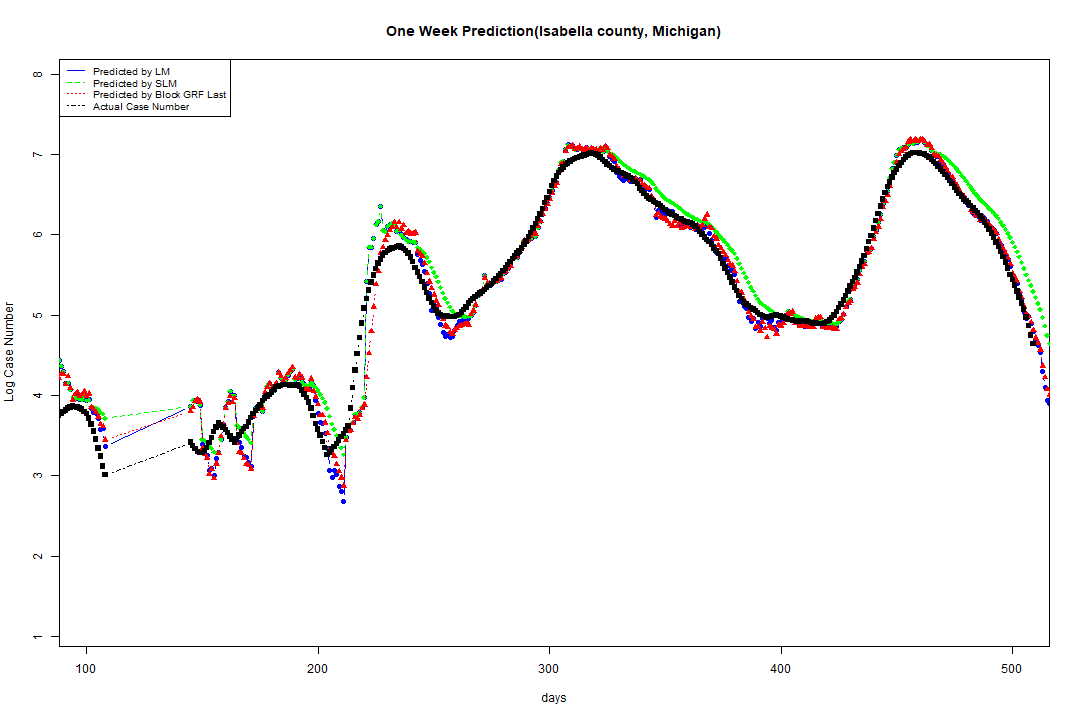 One Week Prediction(Isabella county, Michigan)
Predicted by LM
Predicted by SLM
Predicted by Block GRF Last
Actual Case Number
Log Case Number
8
7
6
5
4
3
2
1
100 200 300 400 500
days